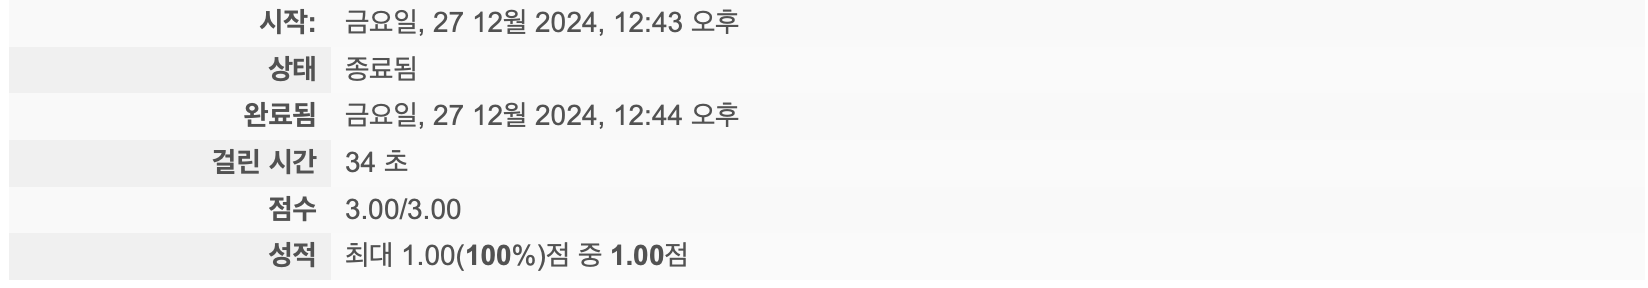 시작: 금요일, 27 12월 2024, 12:43 오후
상태 종료됨
완료됨 금요일, 27 12월 2024, 12:44 오후
걸린 시간 34 초
점수 3.00/3.00
성적 최대 1.00(100%)점 중 1.00점